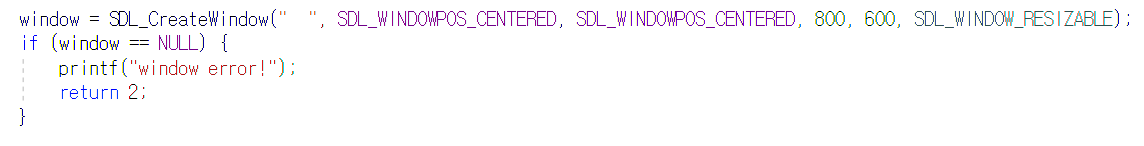 window = SDL_CreateWindow("  ", SDL_WINDOWPOS_CENTERED, SDL_WINDOWPOS_CENTERED, 800, 600, SDL_WINDOW_RESIZABLE);
if (window == NULL) {
    printf("window error!");
    return 2;
}